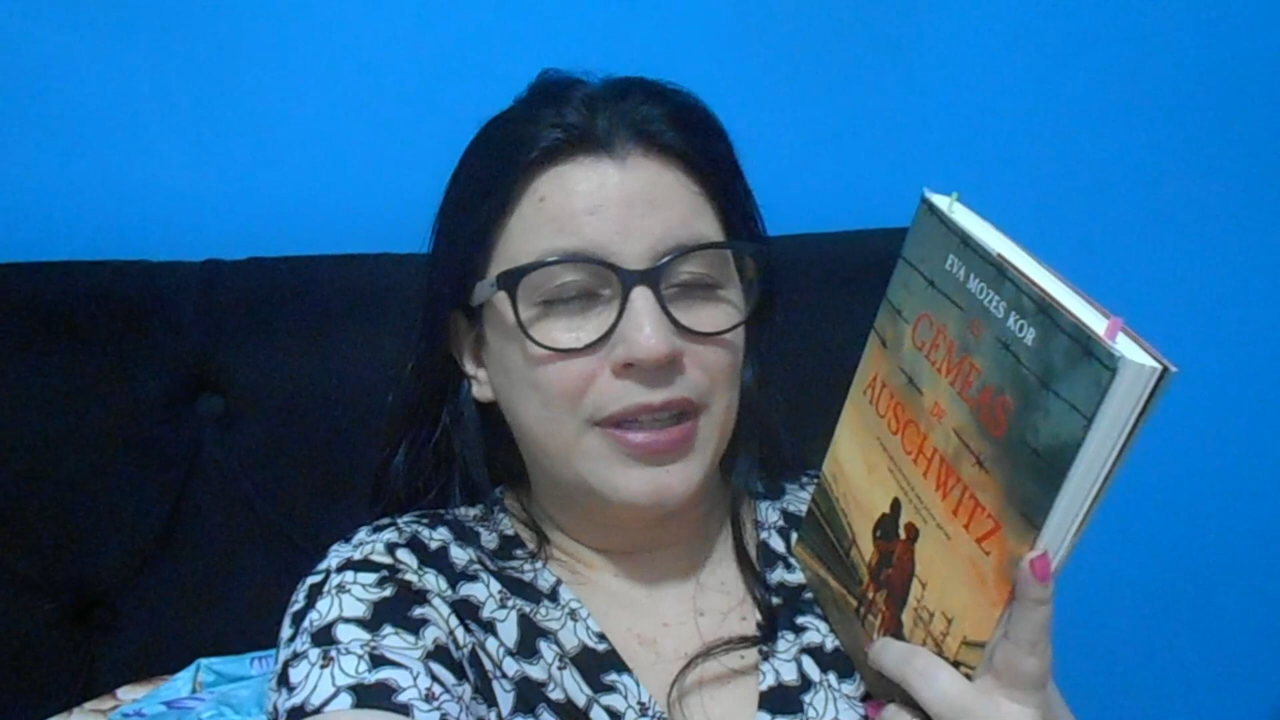 EVA MOZES KOR
AS
GÊMEAS
DE
AUSCHWITZ